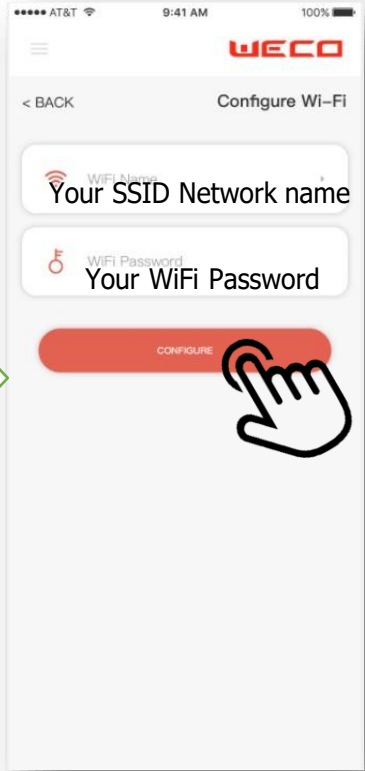 ●●●●● AT&T 9:41 AM 100%
WECO
< BACK Configure Wi-Fi
WiFi Name
Your SSID Network name
WiFi Password
Your WiFi Password
CONFIGURE